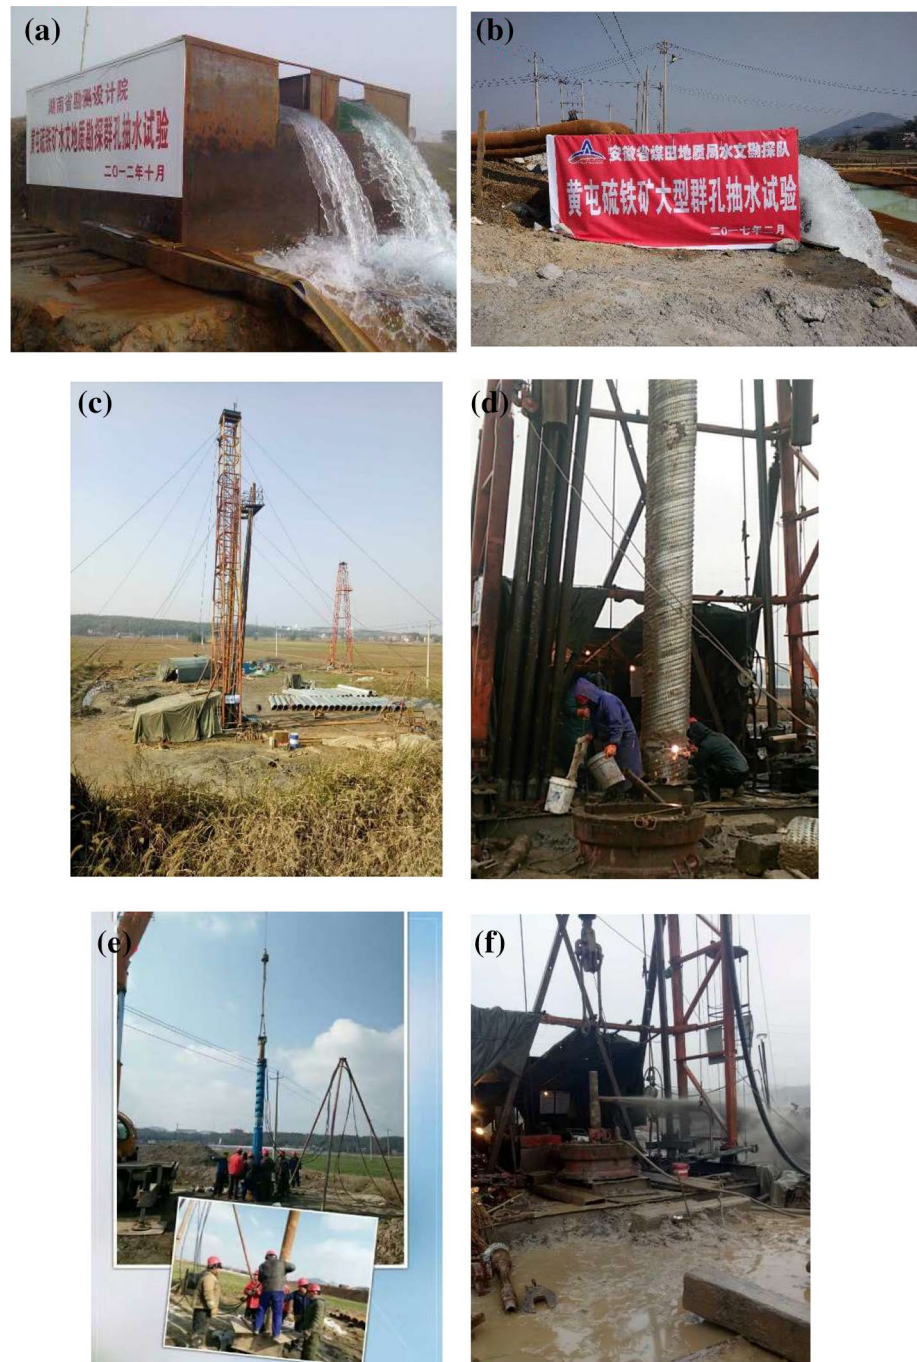 (a)
湖南省勘测设计院
黄屯硫铁矿水文地质勘探群孔抽水试验
二〇一二年十月
(b)
安徽省煤田地质局水文勘探队
黄屯硫铁矿大型群孔抽水试验
二〇一七年二月
(c)
(d)
(e)
(f)